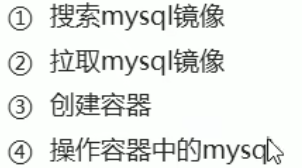 ① 搜索mysql镜像
② 拉取mysql镜像
③ 创建容器
④ 操作容器中的mysql